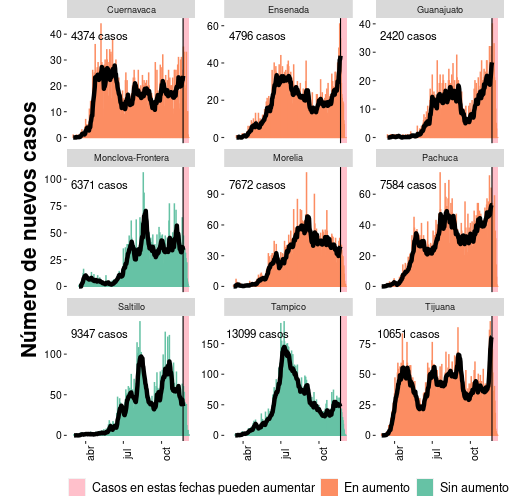 Número de nuevos casos
Cuernavaca Ensenada Guanajuato
4374 casos 4796 casos 2420 casos
40 30 20 10 0
60 40 20 0
40 30 20 10 0
Monclova-Frontera Morelia Pachuca
6371 casos 7672 casos 7584 casos
100 75 50 25 0
90 60 30 0
60 40 20 0
Saltillo Tampico Tijuana
9347 casos 13099 casos 10651 casos
100 50 0
150 100 50 0
75 50 25 0
abr jul oct abr jul oct abr jul oct
Casos en estas fechas pueden aumentar En aumento Sin aumento